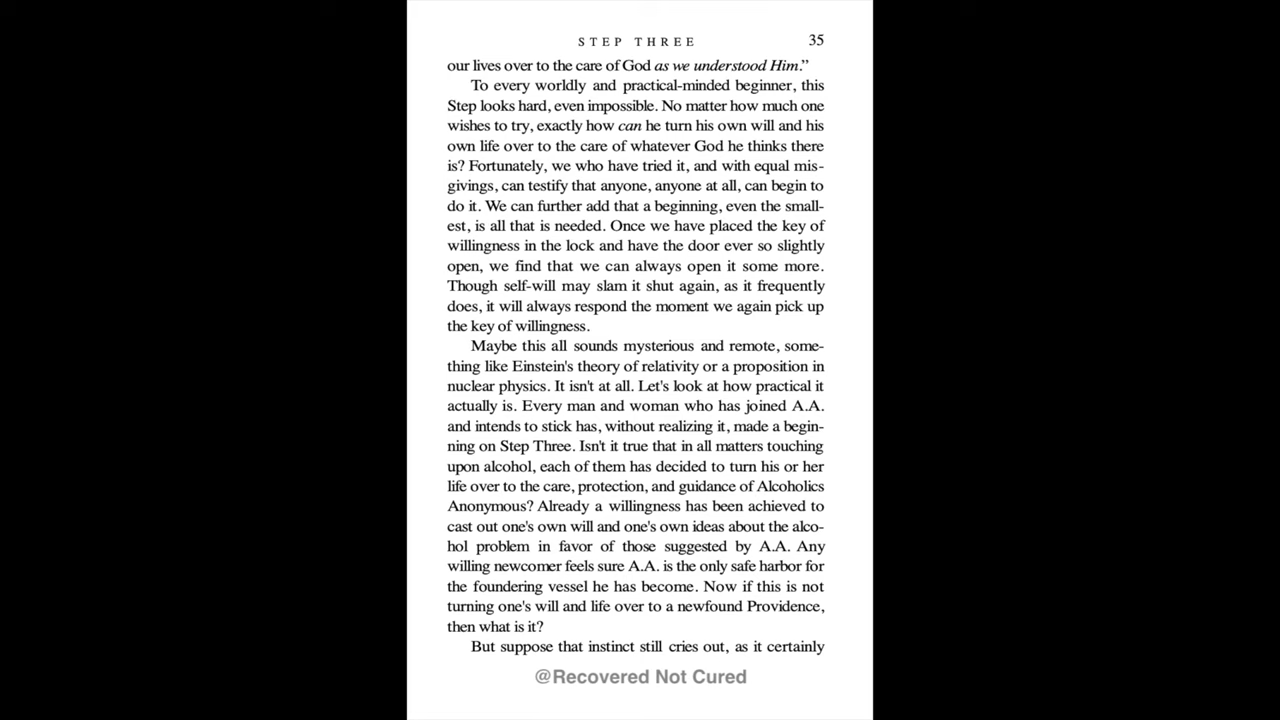 STEP THREE 35
our lives over to the care of God as we understood Him.”
To every worldly and practical-minded beginner, this
Step looks hard, even impossible. No matter how much one
wishes to try, exactly how can he turn his own will and his
own life over to the care of whatever God he thinks there
is? Fortunately, we who have tried it, and with equal mis-
givings, can testify that anyone, anyone at all, can begin to
do it. We can further add that a beginning, even the small-
est, is all that is needed. Once we have placed the key of
willingness in the lock and have the door ever so slightly
open, we find that we can always open it some more.
Though self-will may slam it shut again, as it frequently
does, it will always respond the moment we again pick up
the key of willingness.
Maybe this all sounds mysterious and remote, some-
thing like Einstein's theory of relativity or a proposition in
nuclear physics. It isn't at all. Let's look at how practical it
actually is. Every man and woman who has joined A.A.
and intends to stick has, without realizing it, made a begin-
ning on Step Three. Isn't it true that in all matters touching
upon alcohol, each of them has decided to turn his or her
life over to the care, protection, and guidance of Alcoholics
Anonymous? Already a willingness has been achieved to
cast out one's own will and one's own ideas about the alco-
hol problem in favor of those suggested by A.A. Any
willing newcomer feels sure A.A. is the only safe harbor for
the foundering vessel he has become. Now if this is not
turning one's will and life over to a newfound Providence,
then what is it?
But suppose that instinct still cries out, as it certainly
@Recovered Not Cured